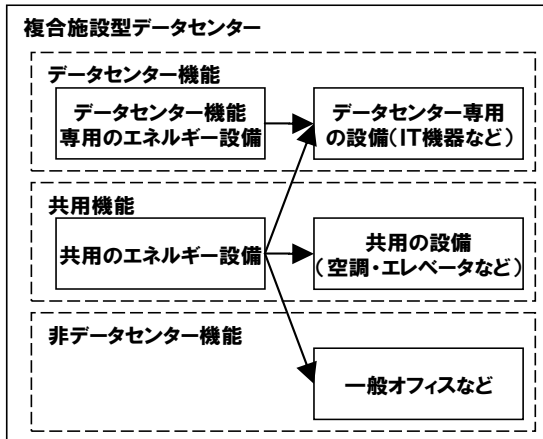 複合施設型データセンター
データセンター機能
データセンター機能
専用のエネルギー設備
データセンター専用
の設備(IT機器など)
共用機能
共用のエネルギー設備
共用の設備
(空調・エレベータなど)
非データセンター機能
一般オフィスなど